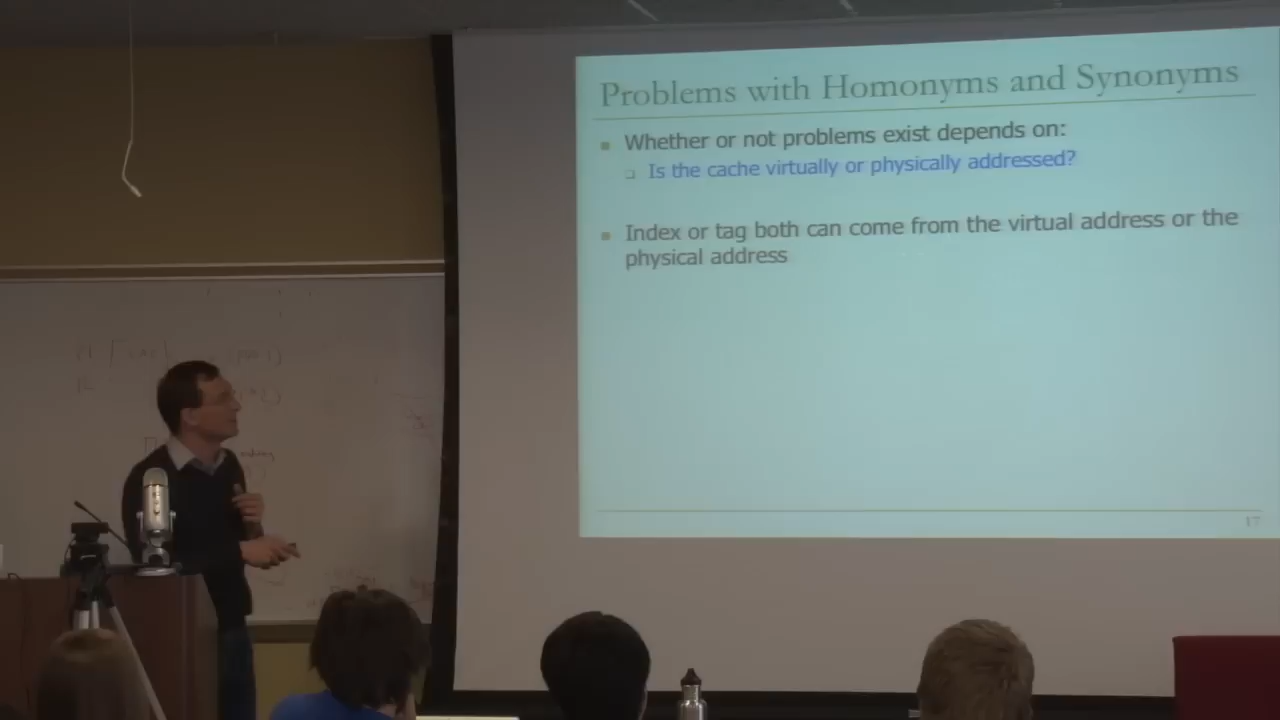 Problems with Homonyms and Synonyms
Whether or not problems exist depends on:
Is the cache virtually or physically addressed?
Index or tag both can come from the virtual address or the
physical address
17